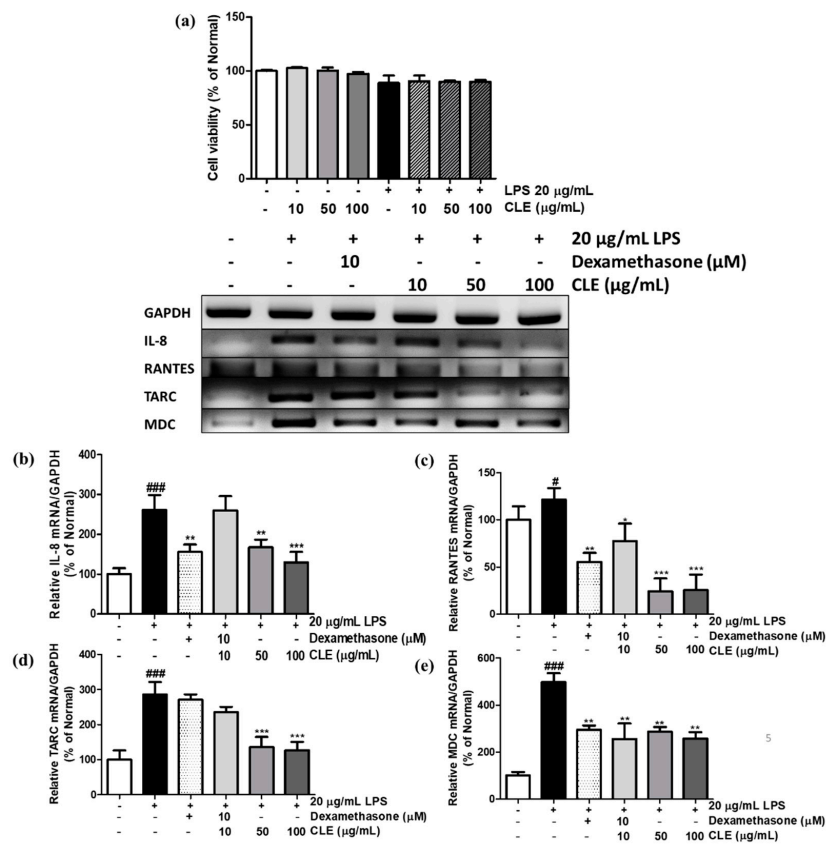 (a)
Cell viability (% of Normal)
150
100
50
0
- - - - + + + + LPS 20 μg/mL
- 10 50 100 - 10 50 100 CLE (μg/mL)
- + + + + + 20 μg/mL LPS
- - 10 - - - Dexamethasone (μM)
- - - 10 50 100 CLE (μg/mL)
GAPDH
IL-8
RANTES
TARC
MDC
(b)
Relative IL-8 mRNA/GAPDH
(% of Normal)
400
300
200
100
0
###
**
**
***
- + + + + + 20 μg/mL LPS
- - + 10 - - Dexamethasone (μM)
- - - 10 50 100 CLE (μg/mL)
(c)
Relative RANTES mRNA/GAPDH
(% of Normal)
150
100
50
0
#
**
*
***
***
- + + + + + 20 μg/mL LPS
- - + 10 - - Dexamethasone (μM)
- - - 10 50 100 CLE (μg/mL)
(d)
Relative TARC mRNA/GAPDH
(% of Normal)
400
300
200
100
0
###
***
***
- + + + + + 20 μg/mL LPS
- - + 10 - - Dexamethasone (μM)
- - - 10 50 100 CLE (μg/mL)
(e)
Relative MDC mRNA/GAPDH
(% of Normal)
600
400
200
0
###
**
**
**
**
- + + + + + 20 μg/mL LPS
- - + 10 - - Dexamethasone (μM)
- - - 10 50 100 CLE (μg/mL)
5